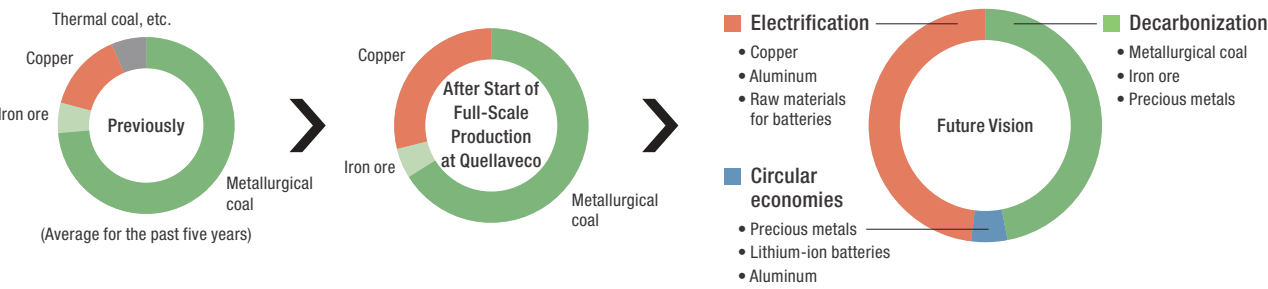 Thermal coal, etc.
Copper
Iron ore
Previously
Metallurgical
coal
(Average for the past five years)
Copper
After Start of
Full-Scale
Production
at Quellaveco
Iron ore
Metallurgical
coal
Electrification
• Copper
• Aluminum
• Raw materials
for batteries
Future Vision
Decarbonization
• Metallurgical coal
• Iron ore
• Precious metals
Circular
economies
• Precious metals
• Lithium-ion batteries
• Aluminum